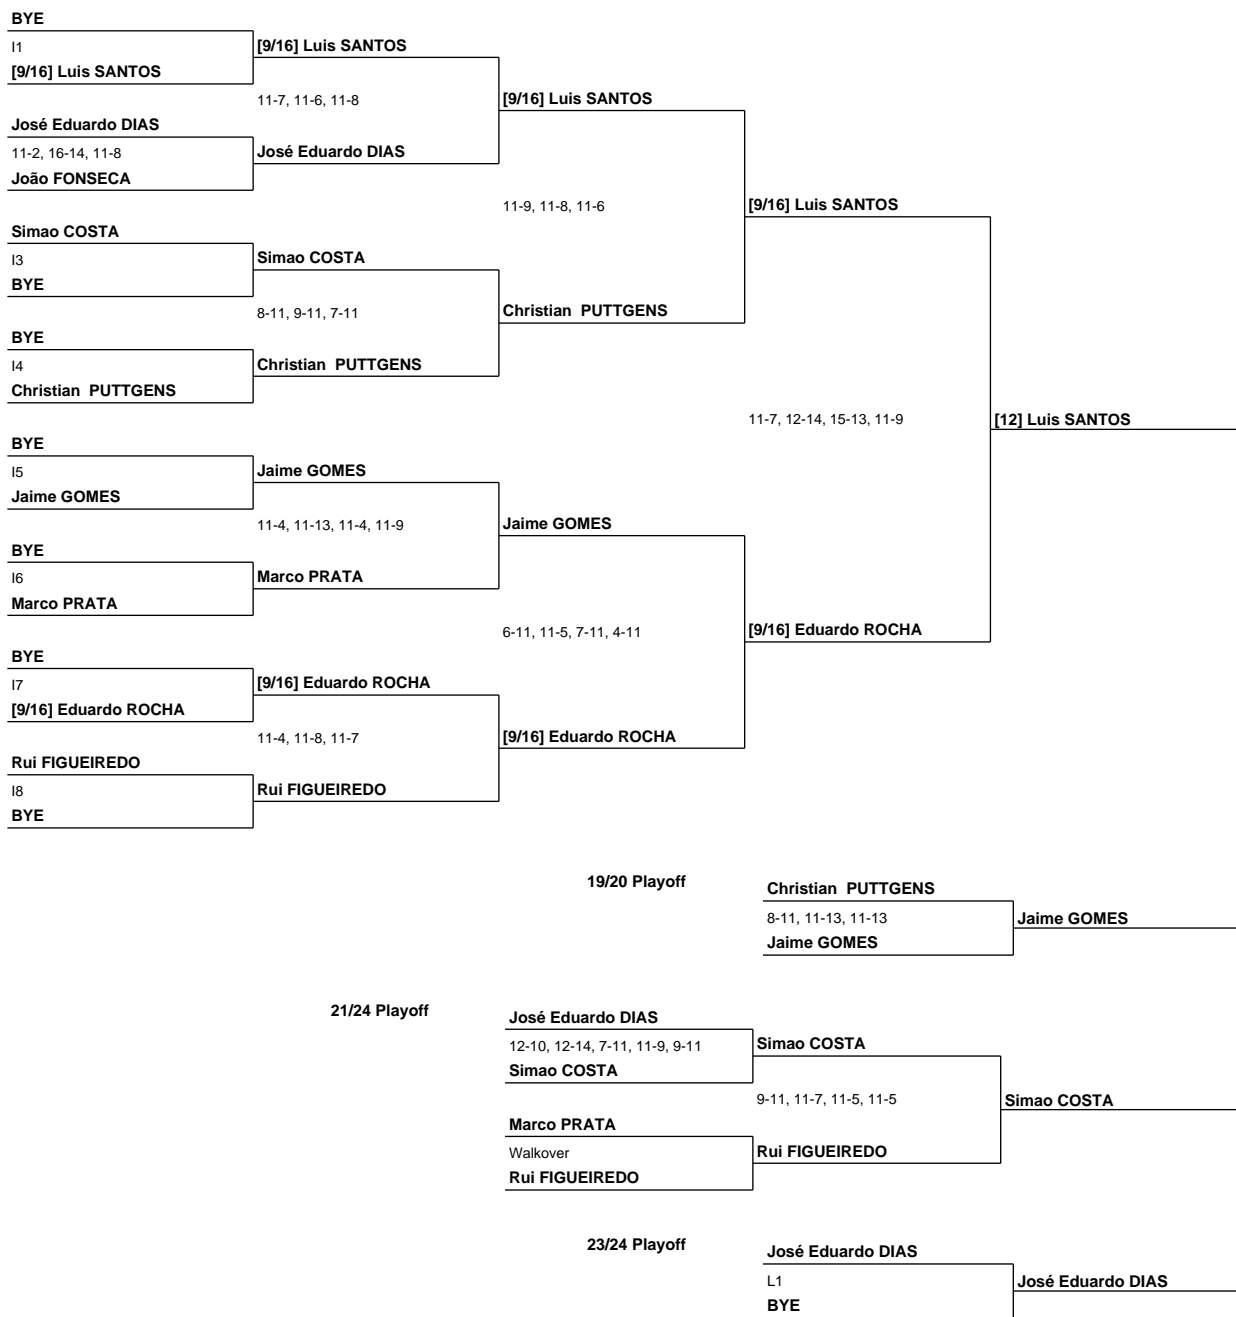 BYE
I1
[9/16] Luis SANTOS
[9/16] Luis SANTOS
11-7, 11-6, 11-8
[9/16] Luis SANTOS
José Eduardo DIAS
11-2, 16-14, 11-8
João FONSECA
José Eduardo DIAS
11-9, 11-8, 11-6
[9/16] Luis SANTOS
Simao COSTA
I3
BYE
Simao COSTA
8-11, 9-11, 7-11
Christian  PUTTGENS
BYE
I4
Christian  PUTTGENS
Christian  PUTTGENS
11-7, 12-14, 15-13, 11-9
[12] Luis SANTOS
BYE
I5
Jaime GOMES
Jaime GOMES
11-4, 11-13, 11-4, 11-9
Jaime GOMES
BYE
I6
Marco PRATA
Marco PRATA
6-11, 11-5, 7-11, 4-11
[9/16] Eduardo ROCHA
BYE
I7
[9/16] Eduardo ROCHA
[9/16] Eduardo ROCHA
11-4, 11-8, 11-7
[9/16] Eduardo ROCHA
Rui FIGUEIREDO
I8
BYE
Rui FIGUEIREDO
19/20 Playoff
Christian  PUTTGENS
8-11, 11-13, 11-13
Jaime GOMES
Jaime GOMES
21/24 Playoff
José Eduardo DIAS
12-10, 12-14, 7-11, 11-9, 9-11
Simao COSTA
Simao COSTA
9-11, 11-7, 11-5, 11-5
Simao COSTA
Marco PRATA
Walkover
Rui FIGUEIREDO
Rui FIGUEIREDO
23/24 Playoff
José Eduardo DIAS
L1
BYE
José Eduardo DIAS